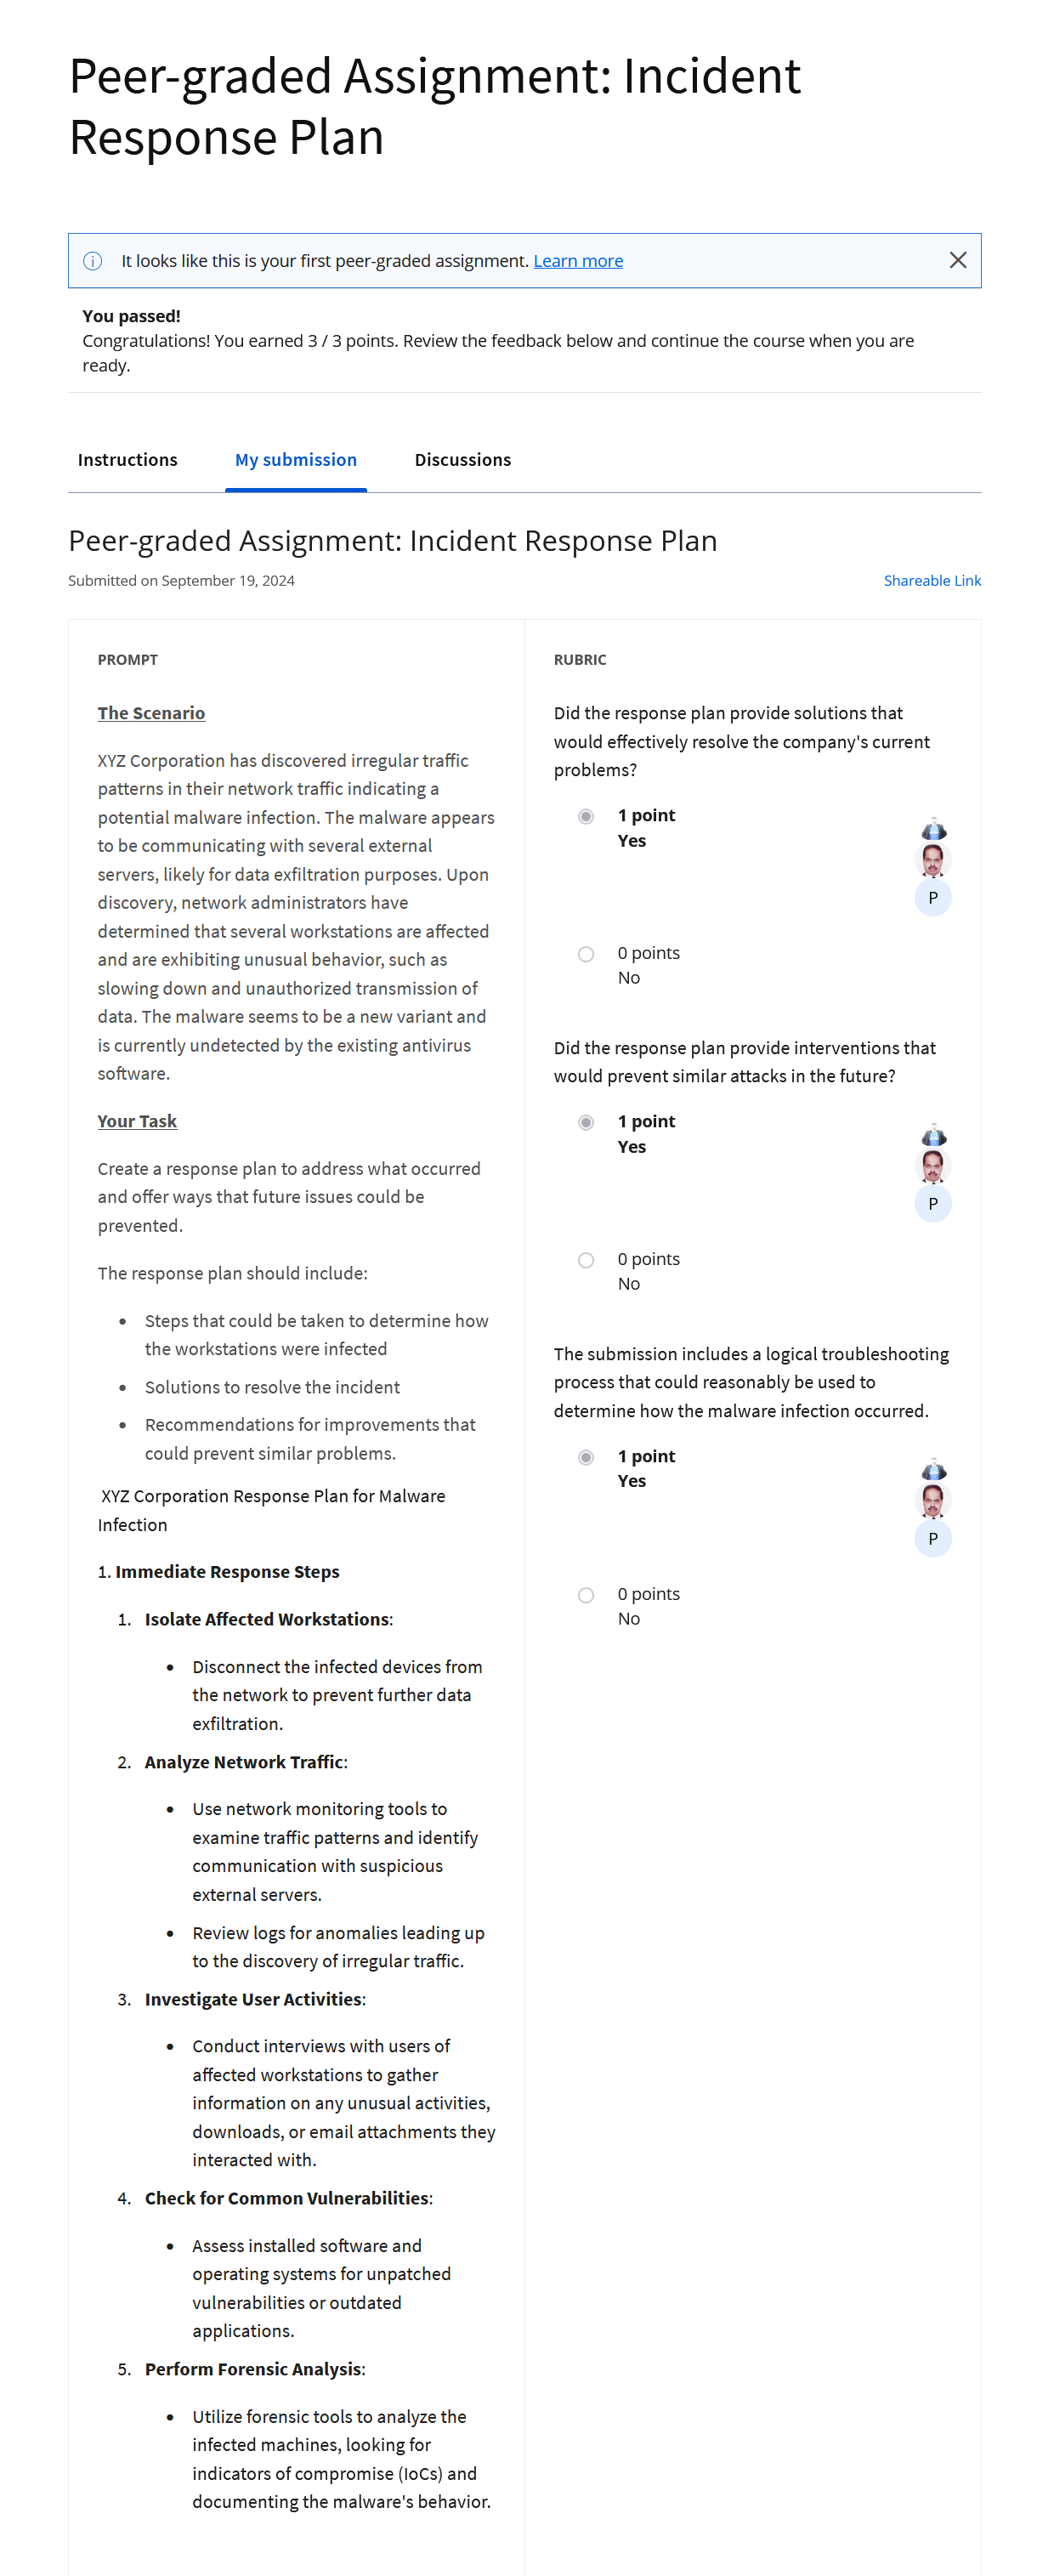 Peer-graded Assignment: Incident
Response Plan
It looks like this is your first peer-graded assignment. Learn more
You passed!
Congratulations! You earned 3 / 3 points. Review the feedback below and continue the course when you are
ready.
Instructions
My submission
Discussions
Peer-graded Assignment: Incident Response Plan
Submitted on September 19, 2024
Shareable Link
PROMPT
The Scenario
XYZ Corporation has discovered irregular traffic
patterns in their network traffic indicating a
potential malware infection. The malware appears
to be communicating with several external
servers, likely for data exfiltration purposes. Upon
discovery, network administrators have
determined that several workstations are affected
and are exhibiting unusual behavior, such as
slowing down and unauthorized transmission of
data. The malware seems to be a new variant and
is currently undetected by the existing antivirus
software.
Your Task
Create a response plan to address what occurred
and offer ways that future issues could be
prevented.
The response plan should include:
• Steps that could be taken to determine how
the workstations were infected
• Solutions to resolve the incident
• Recommendations for improvements that
could prevent similar problems.
XYZ Corporation Response Plan for Malware
Infection
1. Immediate Response Steps
1. Isolate Affected Workstations:
• Disconnect the infected devices from
the network to prevent further data
exfiltration.
2. Analyze Network Traffic:
• Use network monitoring tools to
examine traffic patterns and identify
communication with suspicious
external servers.
• Review logs for anomalies leading up
to the discovery of irregular traffic.
3. Investigate User Activities:
• Conduct interviews with users of
affected workstations to gather
information on any unusual activities,
downloads, or email attachments they
interacted with.
4. Check for Common Vulnerabilities:
• Assess installed software and
operating systems for unpatched
vulnerabilities or outdated
applications.
5. Perform Forensic Analysis:
• Utilize forensic tools to analyze the
infected machines, looking for
indicators of compromise (IoCs) and
documenting the malware's behavior.
RUBRIC
Did the response plan provide solutions that
would effectively resolve the company's current
problems?
1 point
Yes
P
0 points
No
Did the response plan provide interventions that
would prevent similar attacks in the future?
1 point
Yes
P
0 points
No
The submission includes a logical troubleshooting
process that could reasonably be used to
determine how the malware infection occurred.
1 point
Yes
P
0 points
No